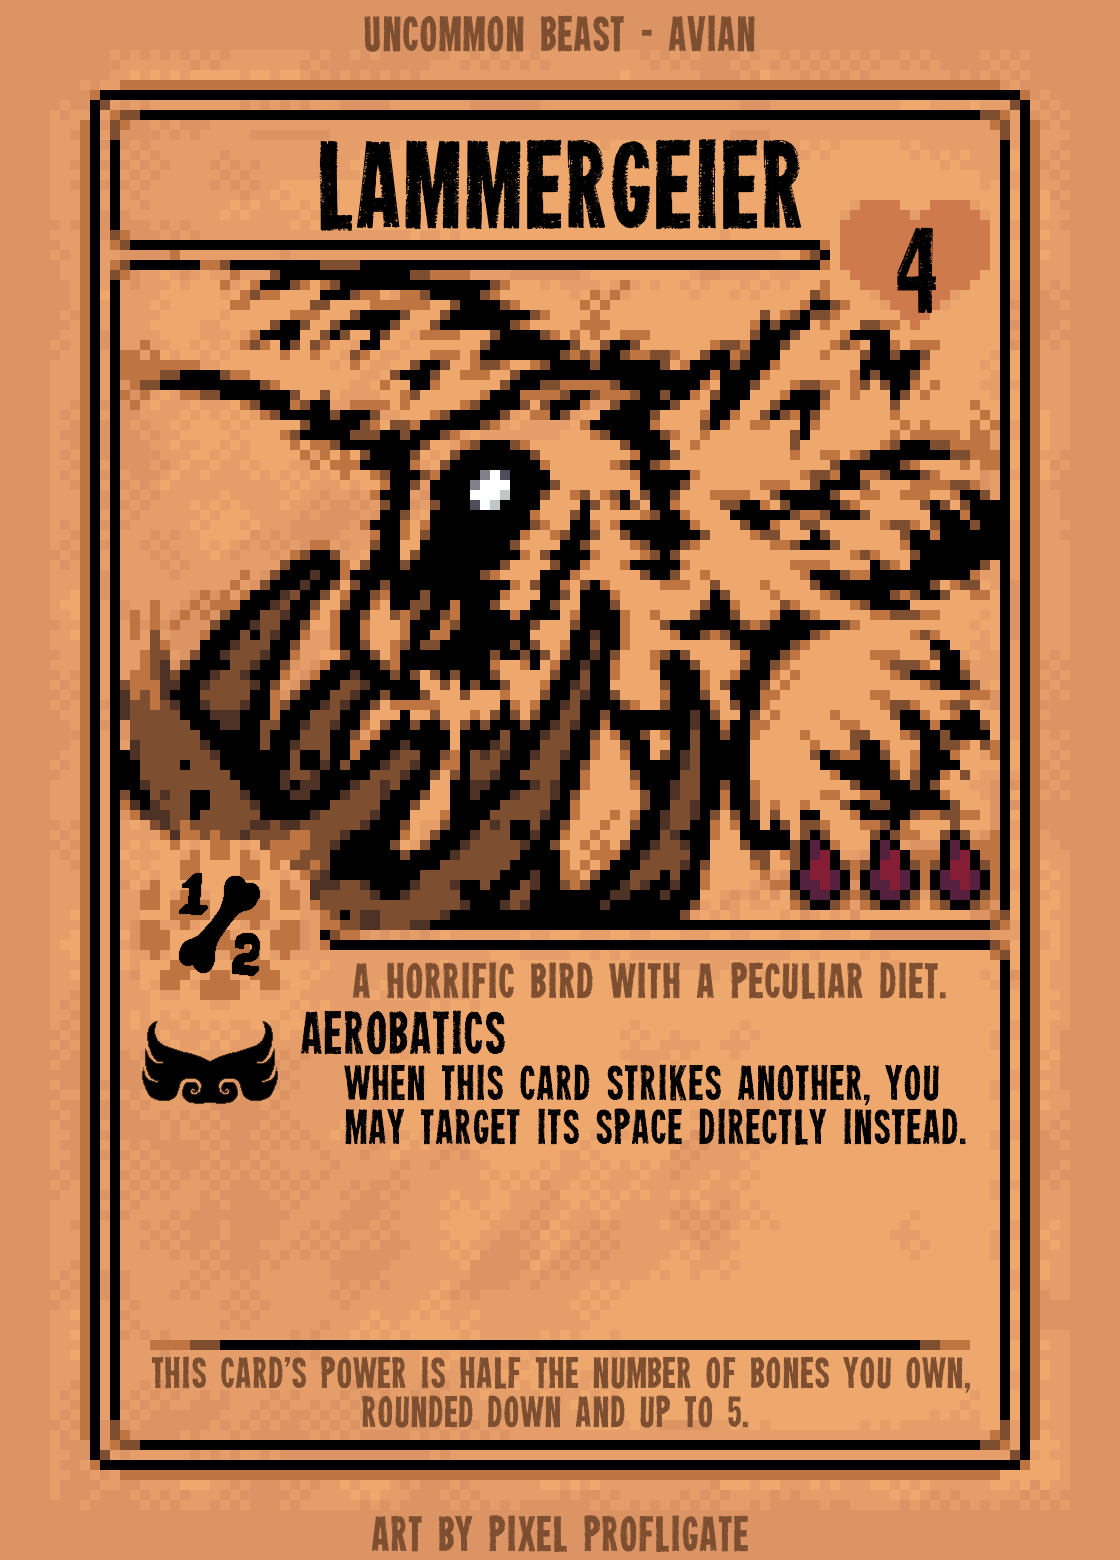 UNCOMMON BEAST - AVIAN
LAMMERGEIER
4
1
2
A HORRIFIC BIRD WITH A PECULIAR DIET.
AEROBATICS
WHEN THIS CARD STRIKES ANOTHER, YOU
MAY TARGET ITS SPACE DIRECTLY INSTEAD.
THIS CARD'S POWER IS HALF THE NUMBER OF BONES YOU OWN,
ROUNDED DOWN AND UP TO 5.
ART BY PIXEL PROFLIGATE